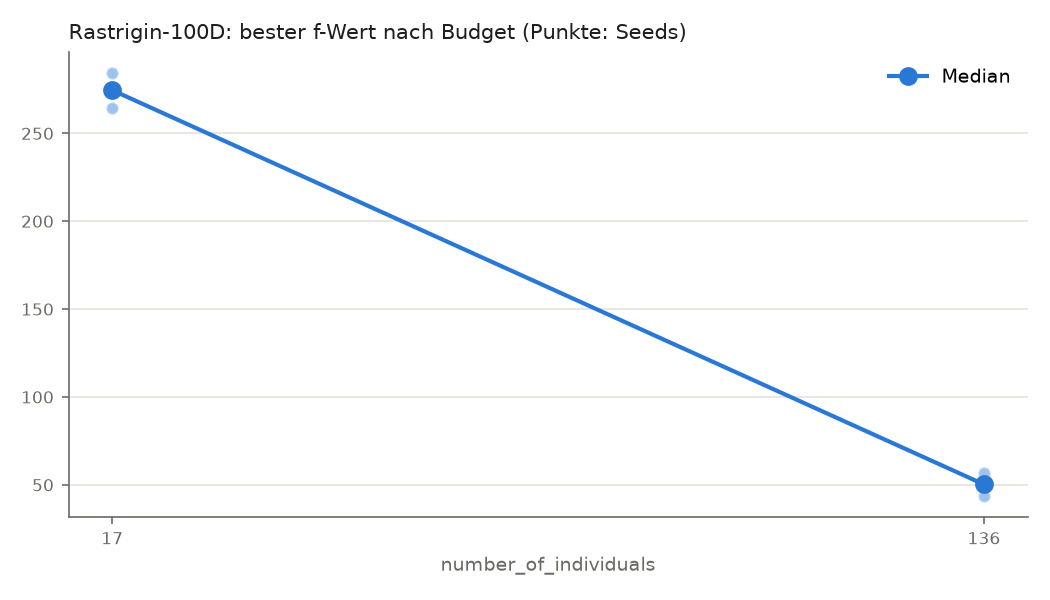 Rastrigin-100D: bester f-Wert nach Budget (Punkte: Seeds)
Median
250
200
150
100
50
17
136
number_of_individuals